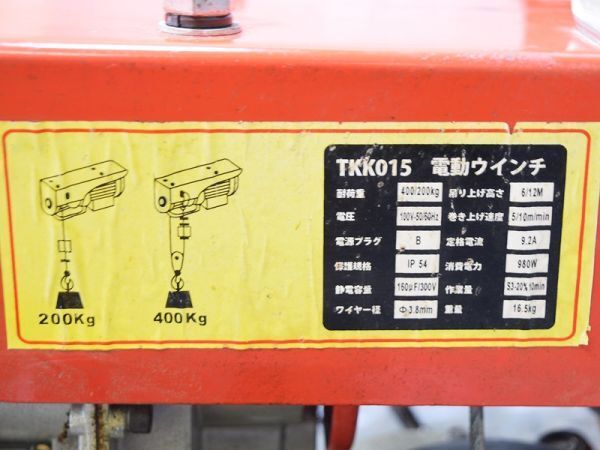 200Kg
400Kg
TKK015 電動ウインチ
耐荷重 400/200kg 吊り上げ高さ 6/12M
電圧 100V-50/60Hz 巻き上げ速度 5/10m/min
電源プラグ B 定格電流 9.2A
保護規格 IP 54 消費電力 980W
静電容量 160μF/300V 作業量 S3-20% 10min
ワイヤー径 Φ3.8mm 重量 16.5kg